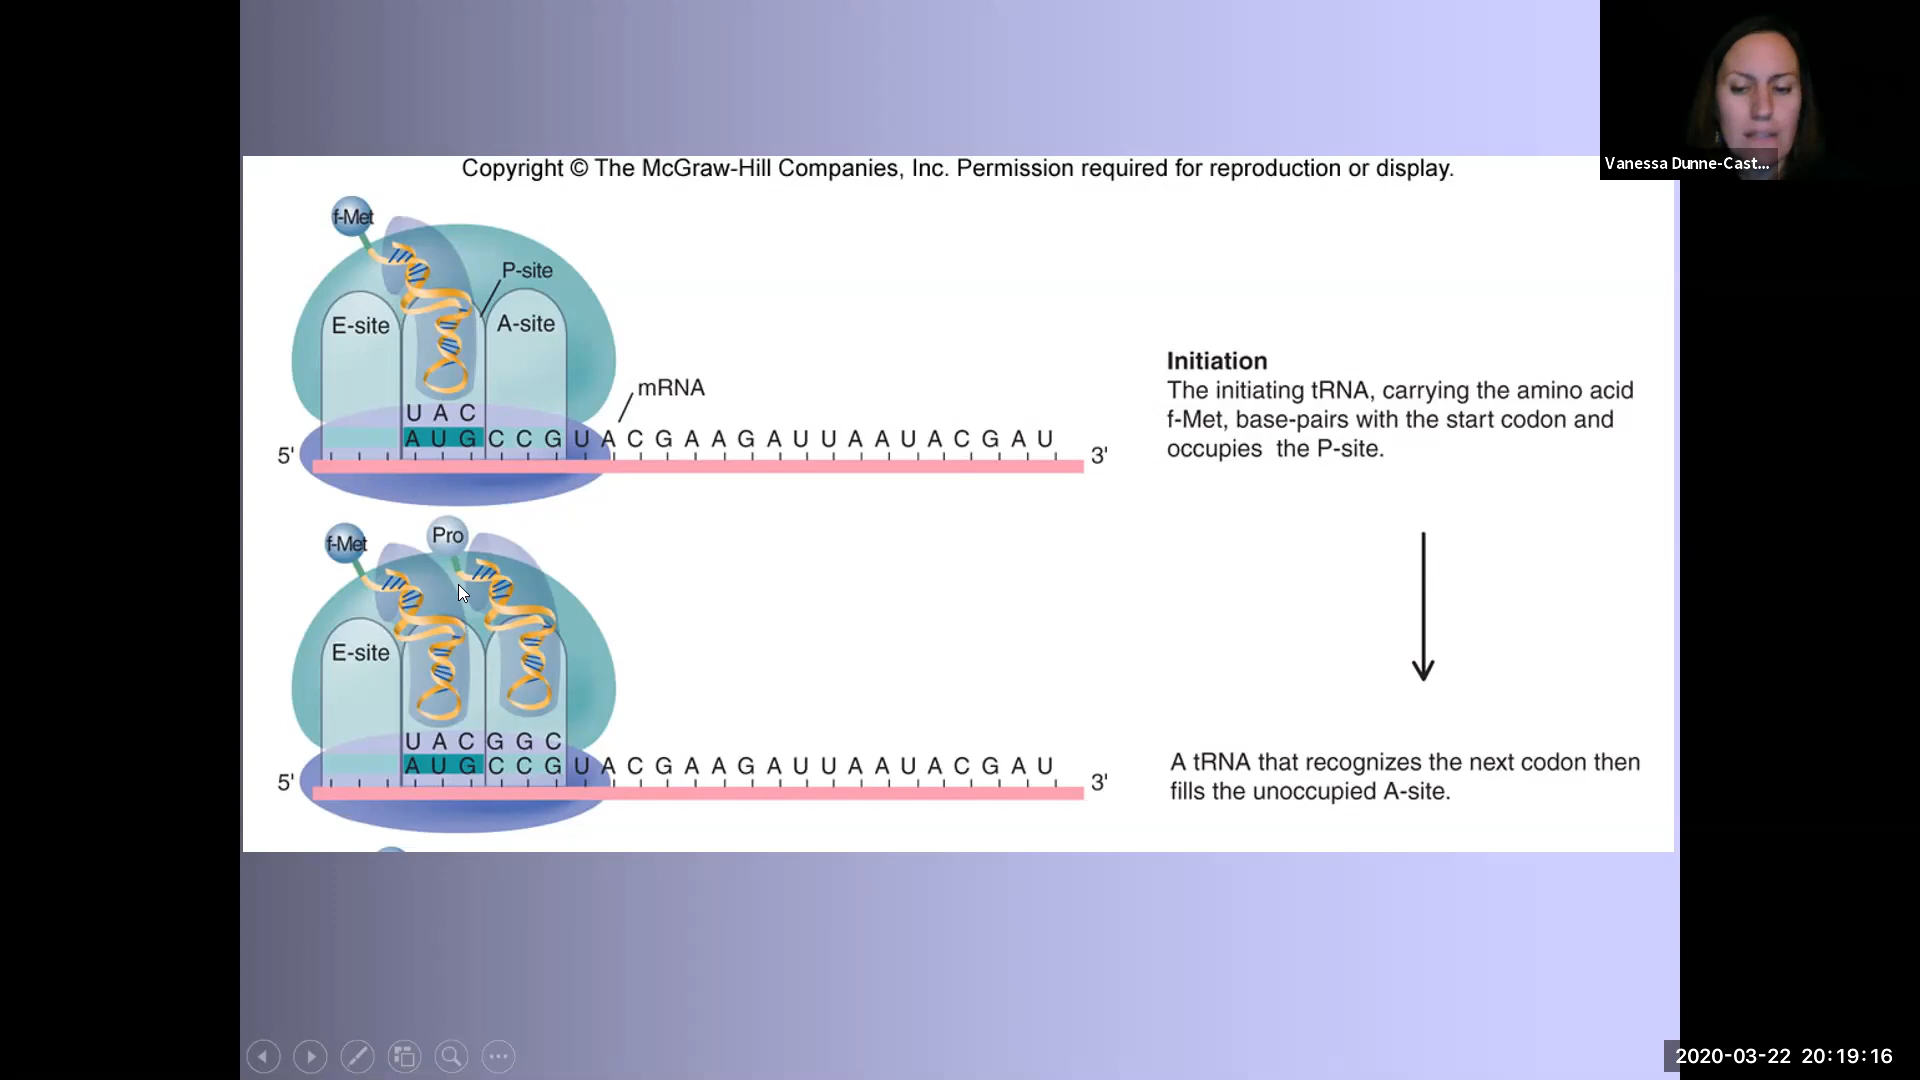 Vanessa Dunne-Cast...
Copyright © The McGraw-Hill Companies, Inc. Permission required for reproduction or display.
f-Met
P-site
E-site
A-site
mRNA
U A C
5' A U G C C G U A C G A A G A U U A A U A C G A U 3'
Initiation
The initiating tRNA, carrying the amino acid
f-Met, base-pairs with the start codon and
occupies the P-site.
f-Met
Pro
E-site
U A C G G C
5' A U G C C G U A C G A A G A U U A A U A C G A U 3'
A tRNA that recognizes the next codon then
fills the unoccupied A-site.
2020-03-22 20:19:16